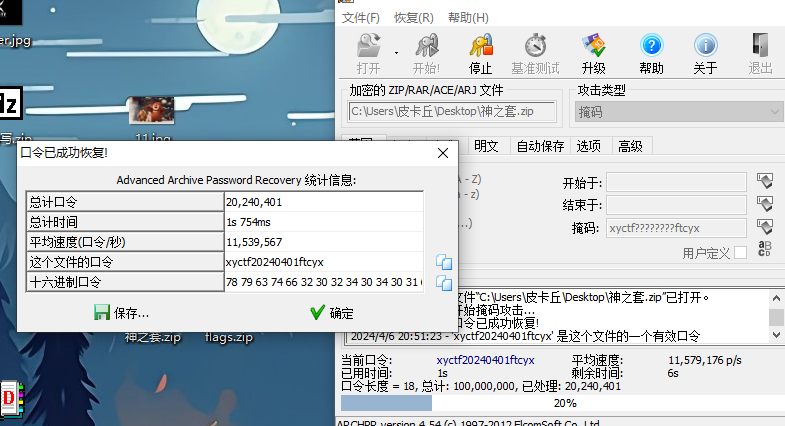 文件(F) 恢复(R) 帮助(H)
er.jpg
打开 开始! 停止 基准测试 升级 帮助 关于 退出
加密的 ZIP/RAR/ACE/ARJ 文件
攻击类型
C:\Users\皮卡丘\Desktop\神之套.zip
掩码
11.jpg
明文 自动保存 选项 高级
口令已成功恢复!
Advanced Archive Password Recovery 统计信息:
总计口令 20,240,401
总计时间 1s 754ms
平均速度(口令/秒) 11,539,567
这个文件的口令 xyctf20240401ftcyx
十六进制口令 78 79 63 74 66 32 30 32 34 30 34 30 31
保存... 确定
A - Z)
a - z)
...)
开始于:
结束于:
掩码: xyctf????????ftcyx
用户定义
神之套.zip flags.zip
文件"C:\Users\皮卡丘\Desktop\神之套.zip"已打开。
开始掩码攻击...
口令已成功恢复!
2024/4/6 20:51:23 - 'xyctf20240401ftcyx' 是这个文件的一个有效口令
当前口令: xyctf20240401ftcyx 平均速度: 11,579,176 p/s
已用时间: 1s 剩余时间: 6s
口令长度 = 18, 总计: 100,000,000, 已处理: 20,240,401
20%
ARCHPR version 4.54 (c) 1997-2012 ElcomSoft Co. Ltd.